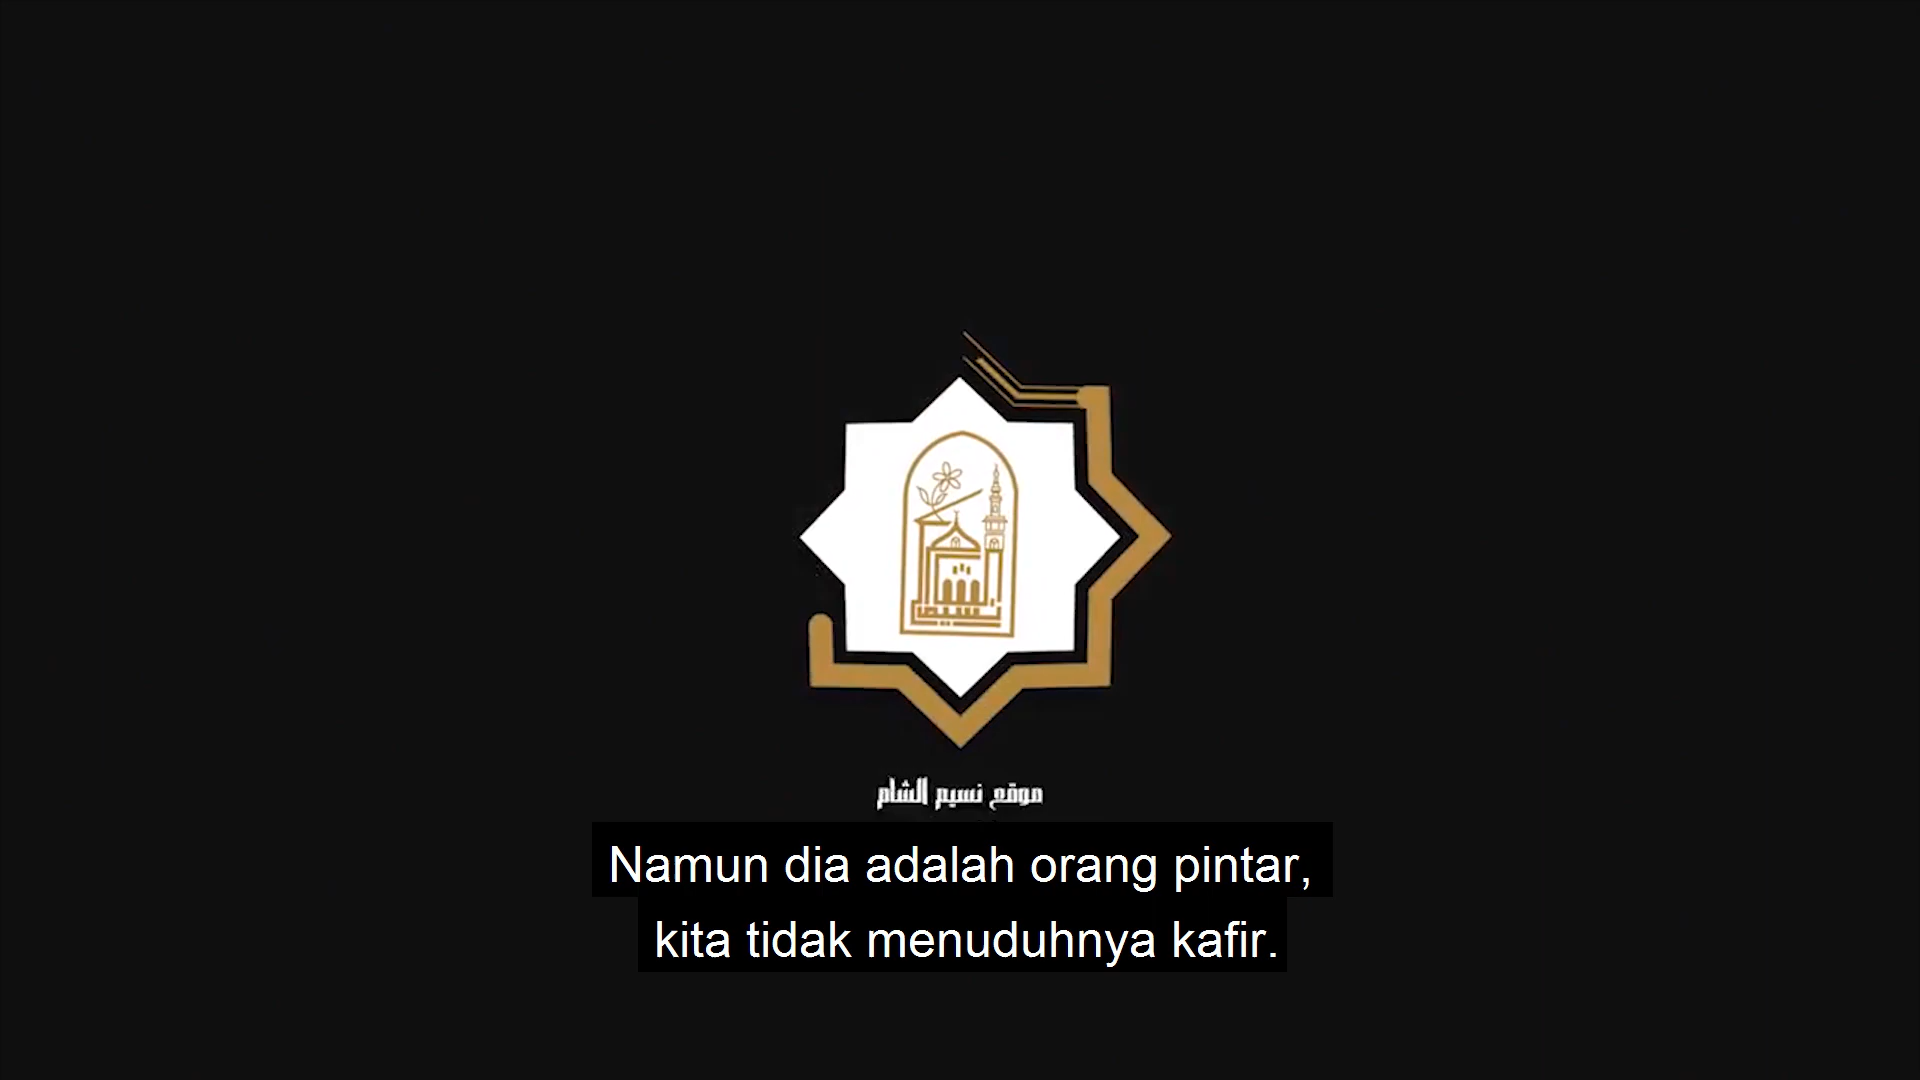 موقع نسيم الشام
Namun dia adalah orang pintar,
kita tidak menuduhnya kafir.